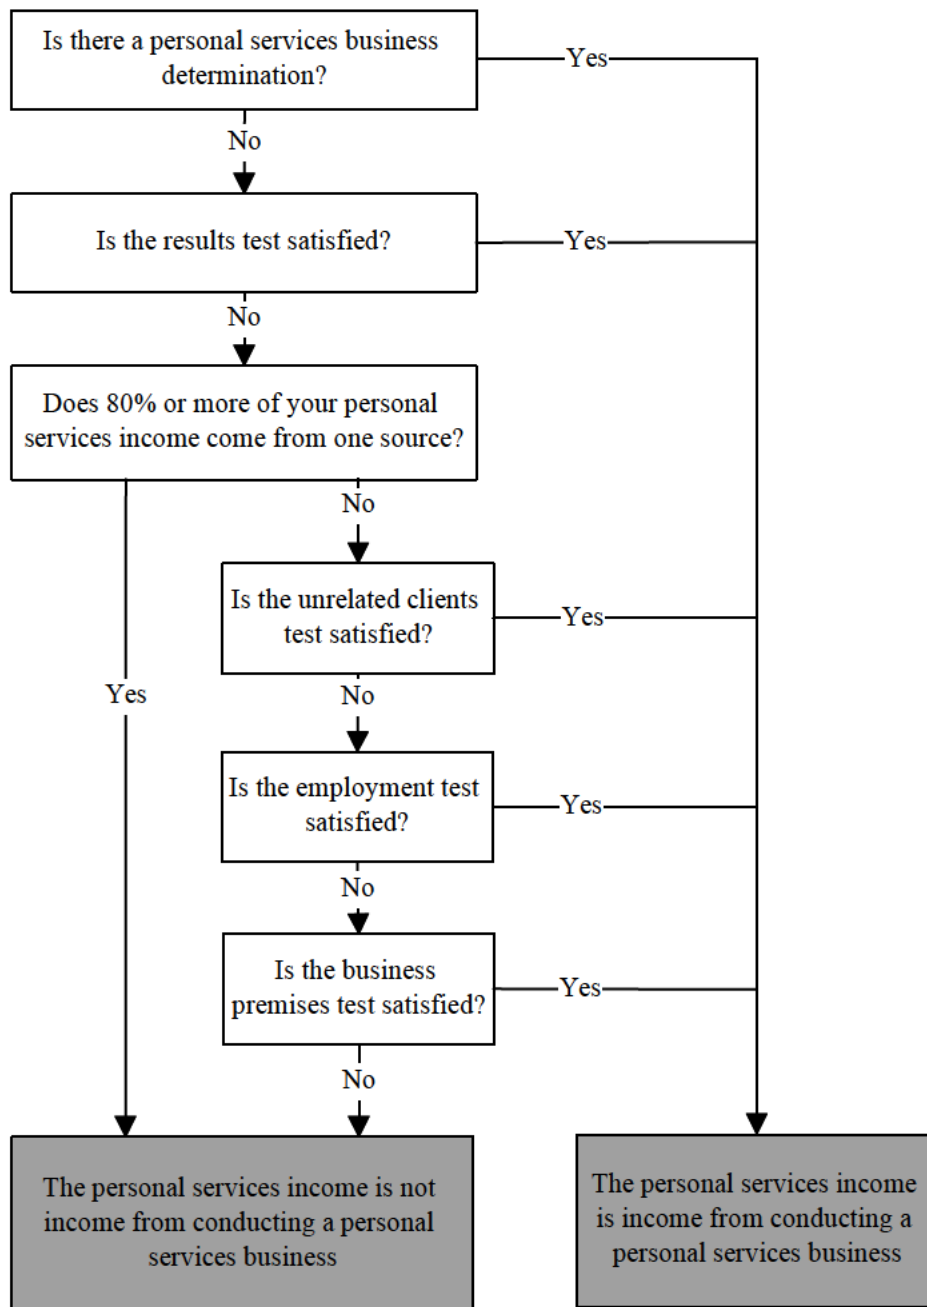 Is there a personal services business
determination?
Yes
No
Is the results test satisfied?
Yes
No
Does 80% or more of your personal
services income come from one source?
No
Is the unrelated clients
test satisfied?
Yes
Yes
No
Is the employment test
satisfied?
Yes
No
Is the business
premises test satisfied?
Yes
No
The personal services income is not
income from conducting a personal
services business
The personal services income
is income from conducting a
personal services business